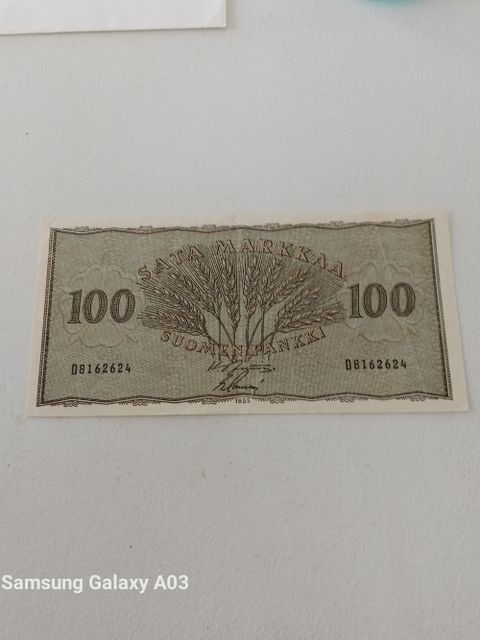 SATA MARKKAA
100 100
SUOMEN PANKKI
D8162624 D8162624
1955
Samsung Galaxy A03